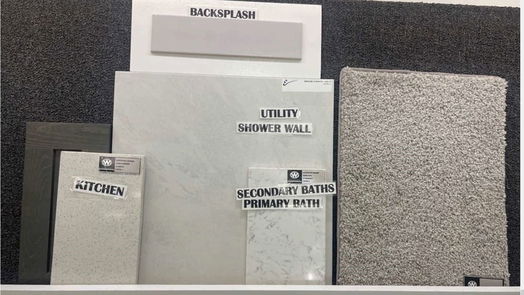 BACKSPLASH
UTILITY
SHOWER WALL
KITCHEN
SECONDARY BATHS
PRIMARY BATH